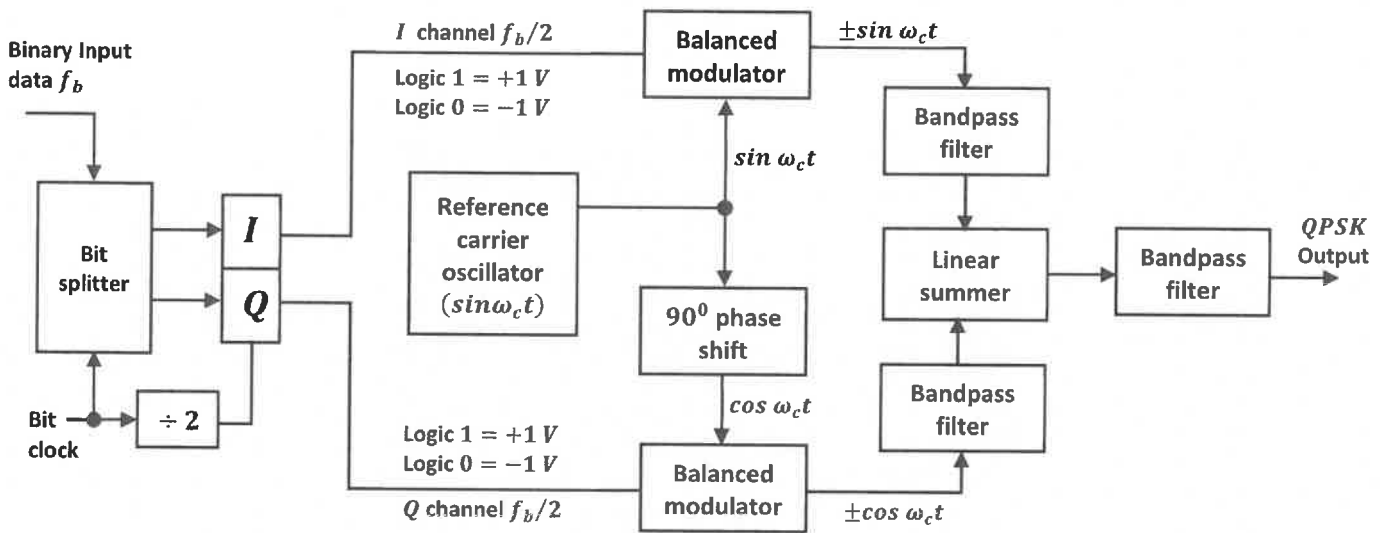 Binary Input
data f_b
I channel f_b/2
Logic 1 = +1 V
Logic 0 = −1 V
Balanced
modulator
±sin ω_c t
Bandpass
filter
sin ω_c t
Bit
splitter
I
Q
Reference
carrier
oscillator
(sinω_c t)
90⁰ phase
shift
Linear
summer
Bandpass
filter
QPSK
Output
Bit
clock
÷ 2
cos ω_c t
Bandpass
filter
Logic 1 = +1 V
Logic 0 = −1 V
Q channel f_b/2
Balanced
modulator
±cos ω_c t